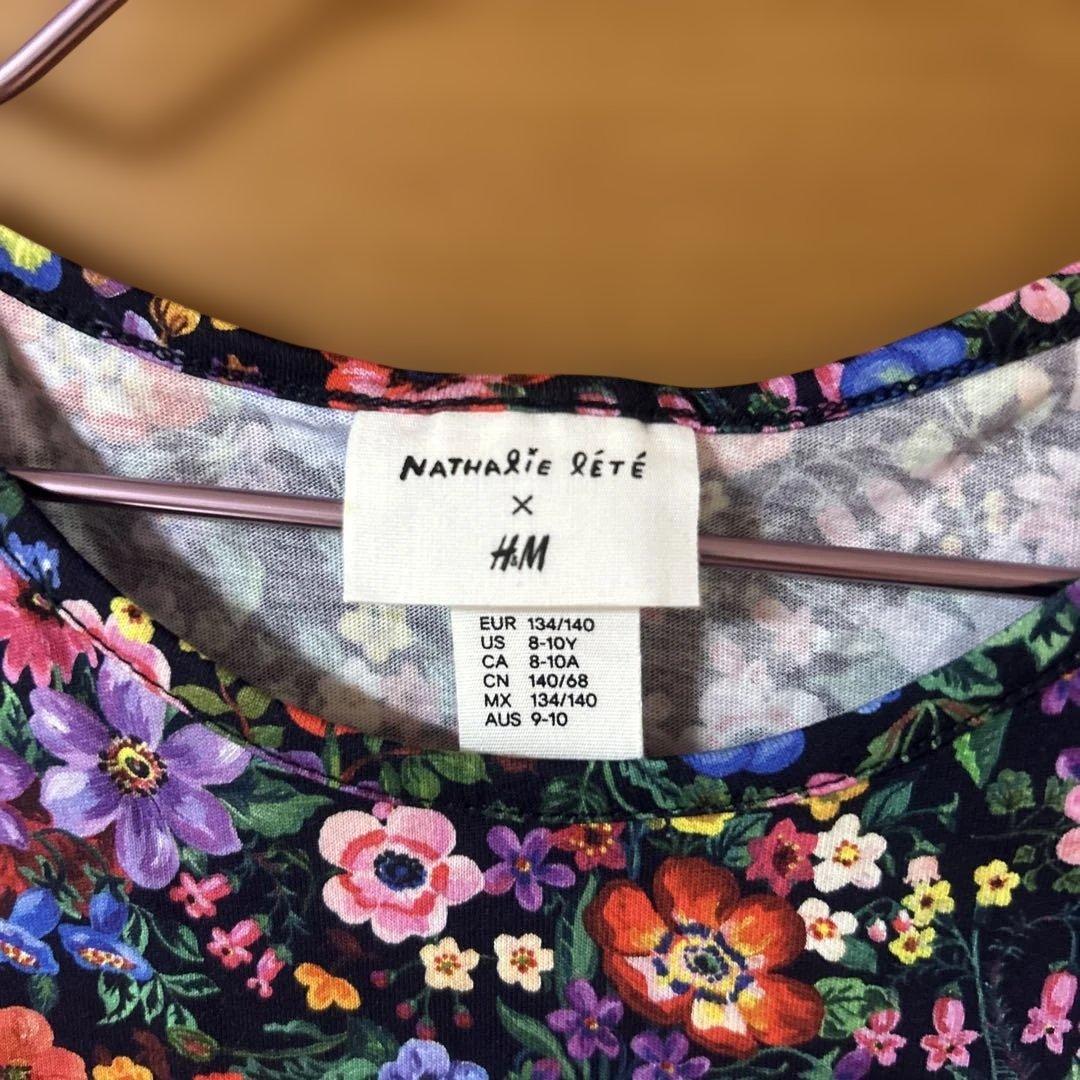 NATHALIE LÉTÉ
×
H&M
EUR 134/140
US 8-10Y
CA 8-10A
CN 140/68
MX 134/140
AUS 9-10